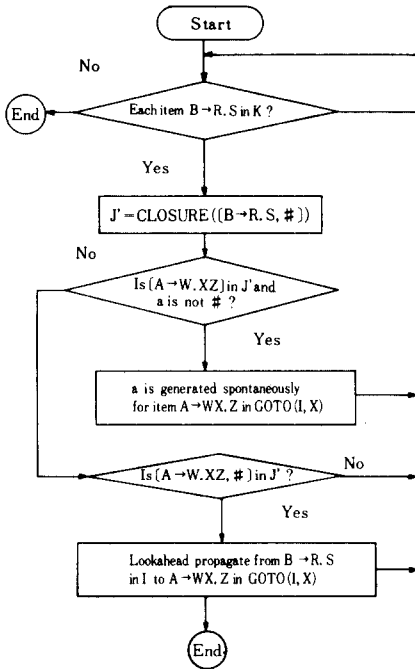 Start
No
End
Each item B→R.S in K ?
Yes
J'=CLOSURE({B→R.S, #})
No
Is [A→W.XZ] in J' and
a is not # ?
Yes
a is generated spontaneously
for item A→WX.Z in GOTO(I, X)
Is [A→W.XZ, #] in J' ?
No
Yes
Lookahead propagate from B→R.S
in I to A→WX.Z in GOTO(I, X)
End